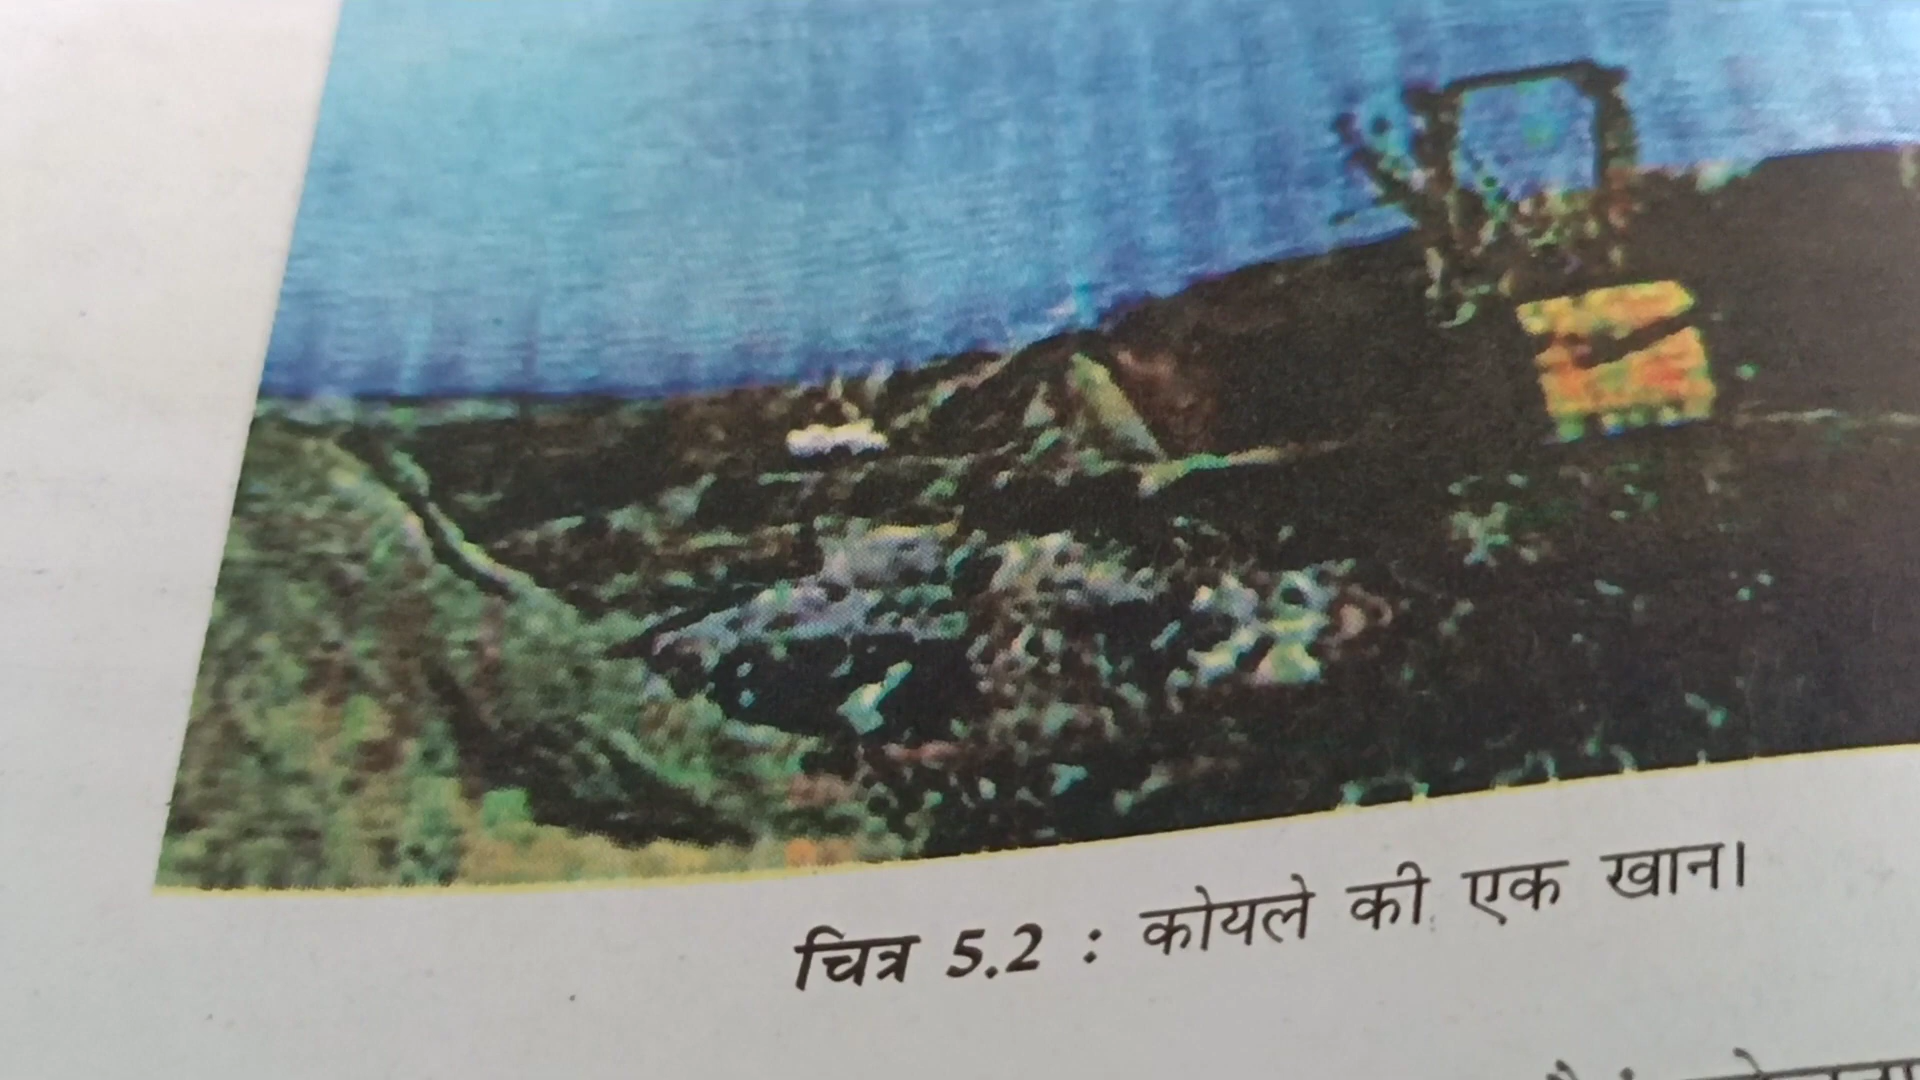 चित्र 5.2 : कोयले की एक खान।